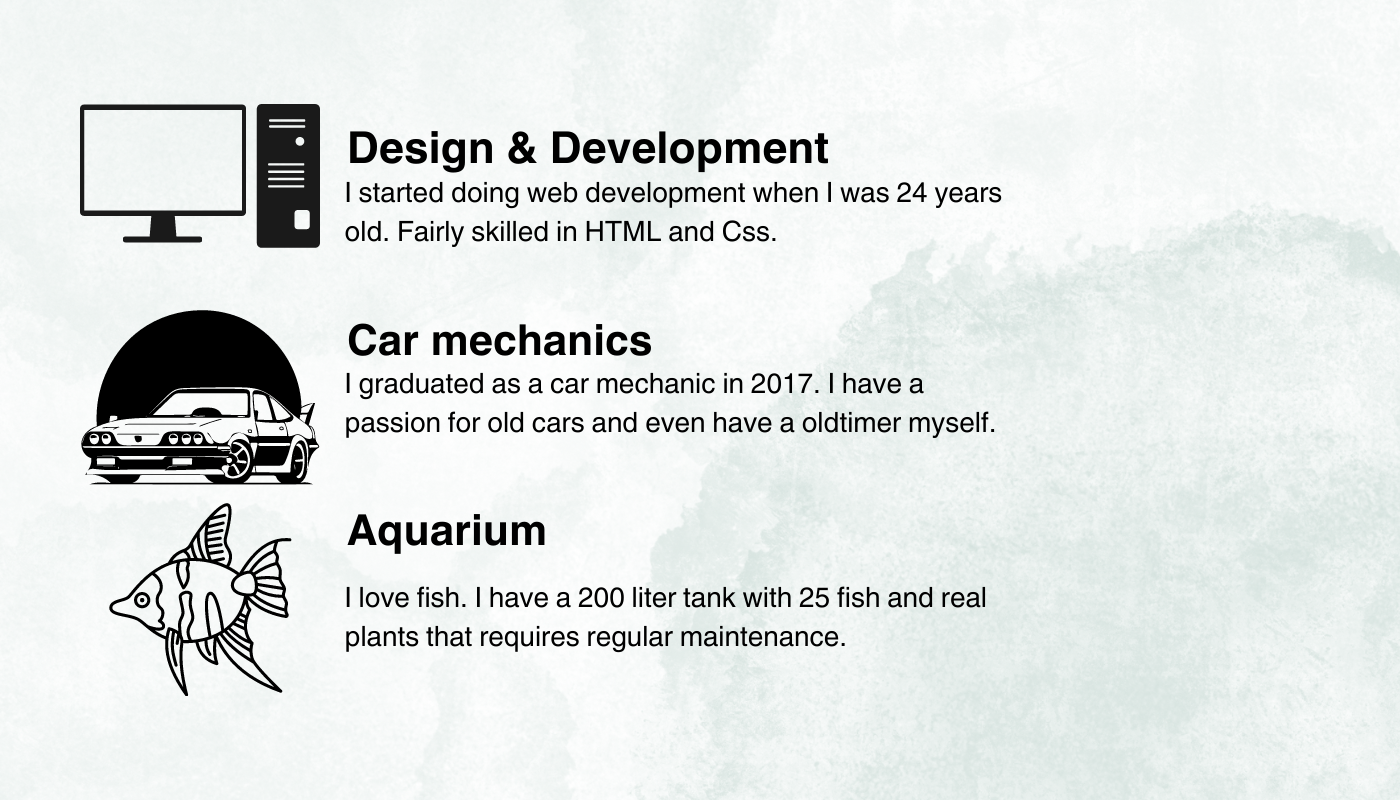 Design & Development
I started doing web development when I was 24 years
old. Fairly skilled in HTML and Css.
Car mechanics
I graduated as a car mechanic in 2017. I have a
passion for old cars and even have a oldtimer myself.
Aquarium
I love fish. I have a 200 liter tank with 25 fish and real
plants that requires regular maintenance.